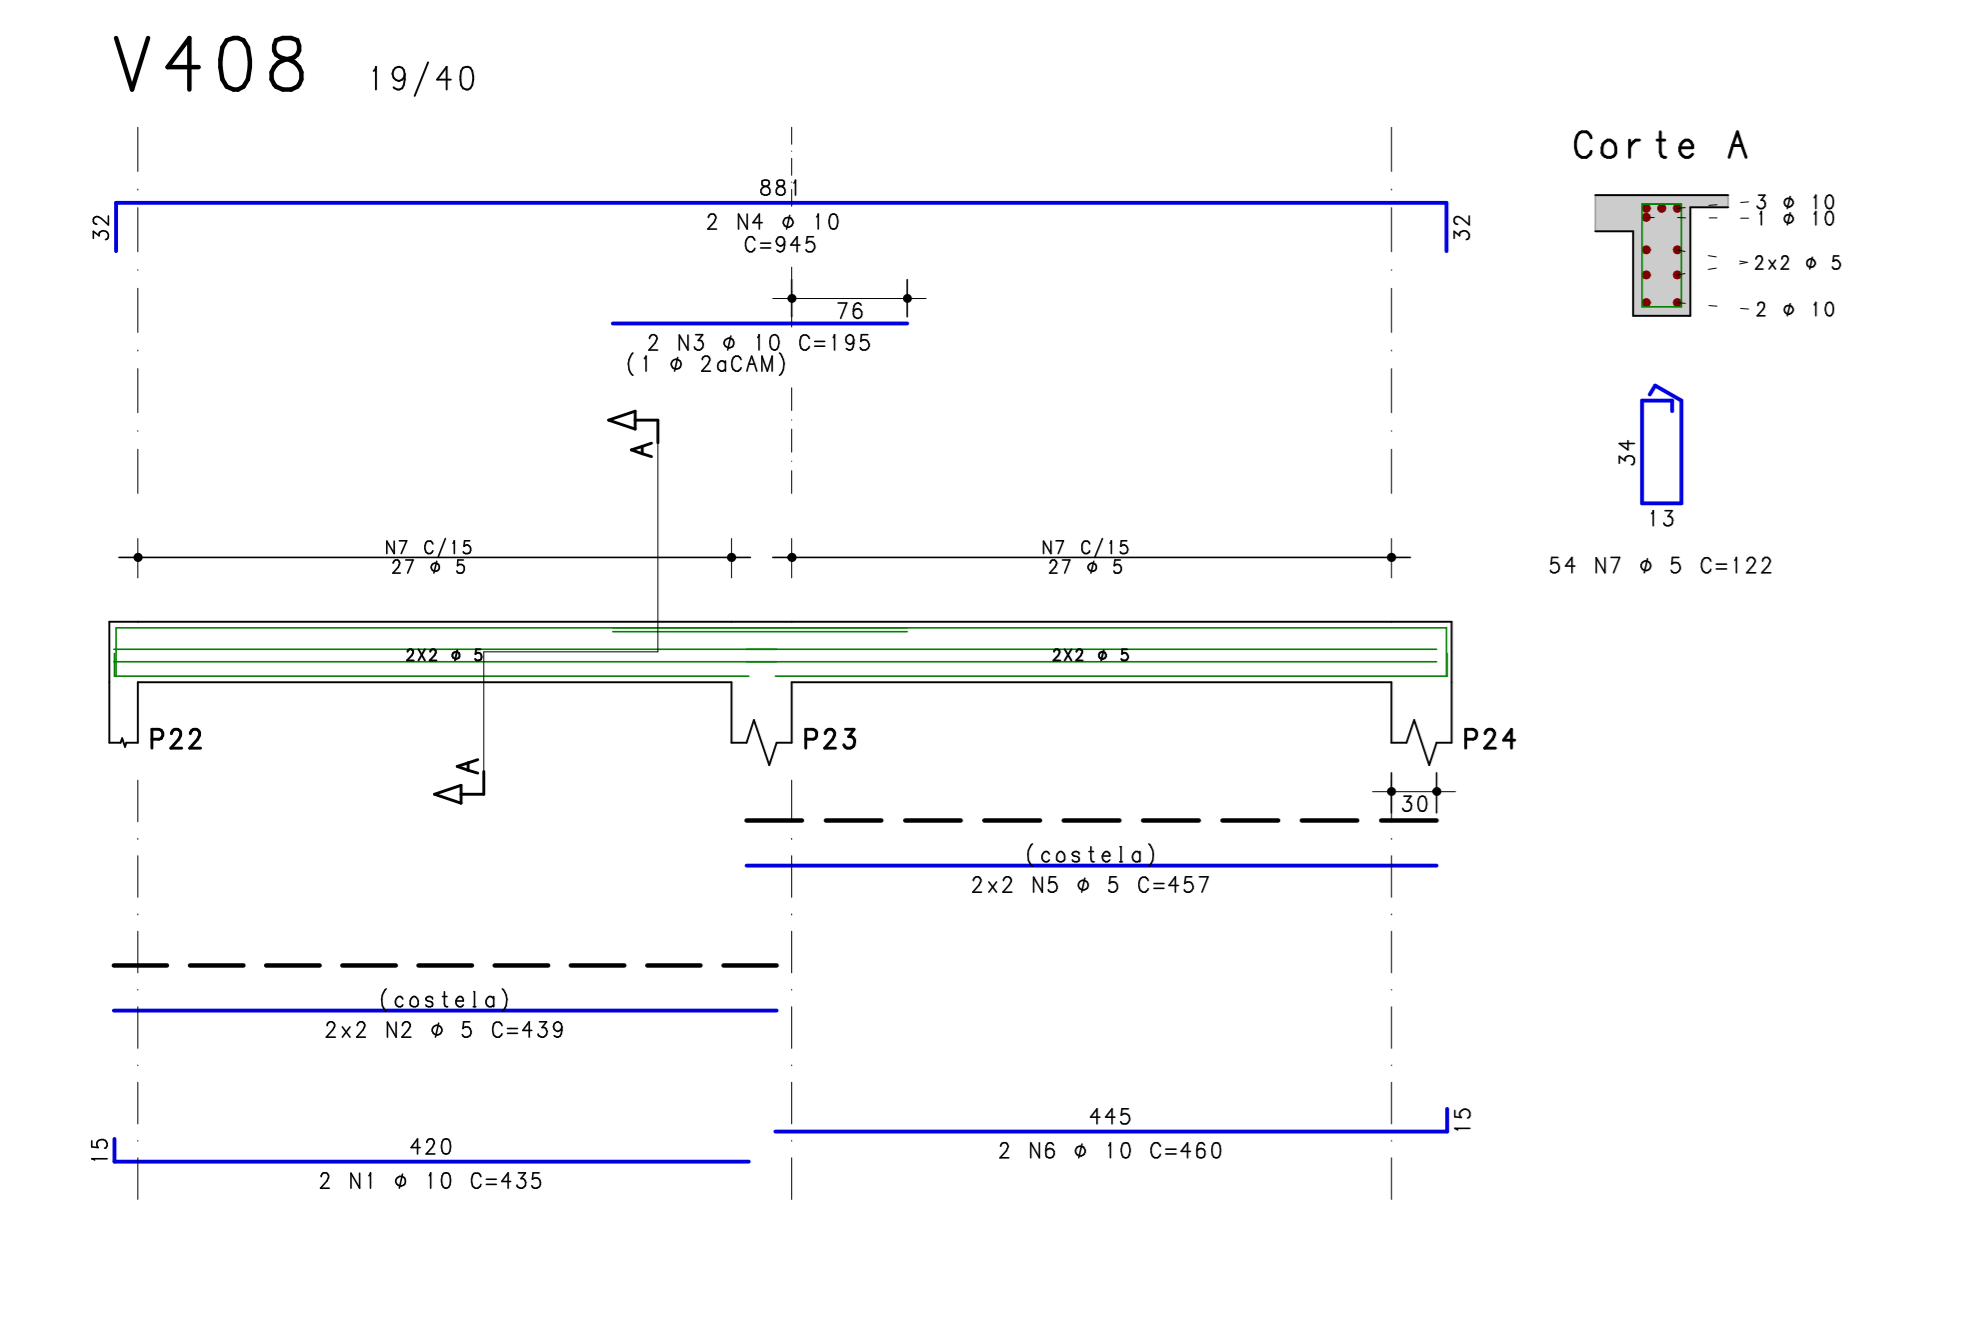 V408 19/40
Corte A
881
32
2 N4 ø 10
C=945
32
3 ø 10
1 ø 10
2x2 ø 5
2 ø 10
76
2 N3 ø 10 C=195
(1 ø 2aCAM)
A
34
13
54 N7 ø 5 C=122
N7 C/15
27 ø 5
N7 C/15
27 ø 5
2X2 ø 5
2X2 ø 5
P22
P23
P24
A
30
(costela)
2x2 N5 ø 5 C=457
(costela)
2x2 N2 ø 5 C=439
445
15
2 N6 ø 10 C=460
15
420
2 N1 ø 10 C=435